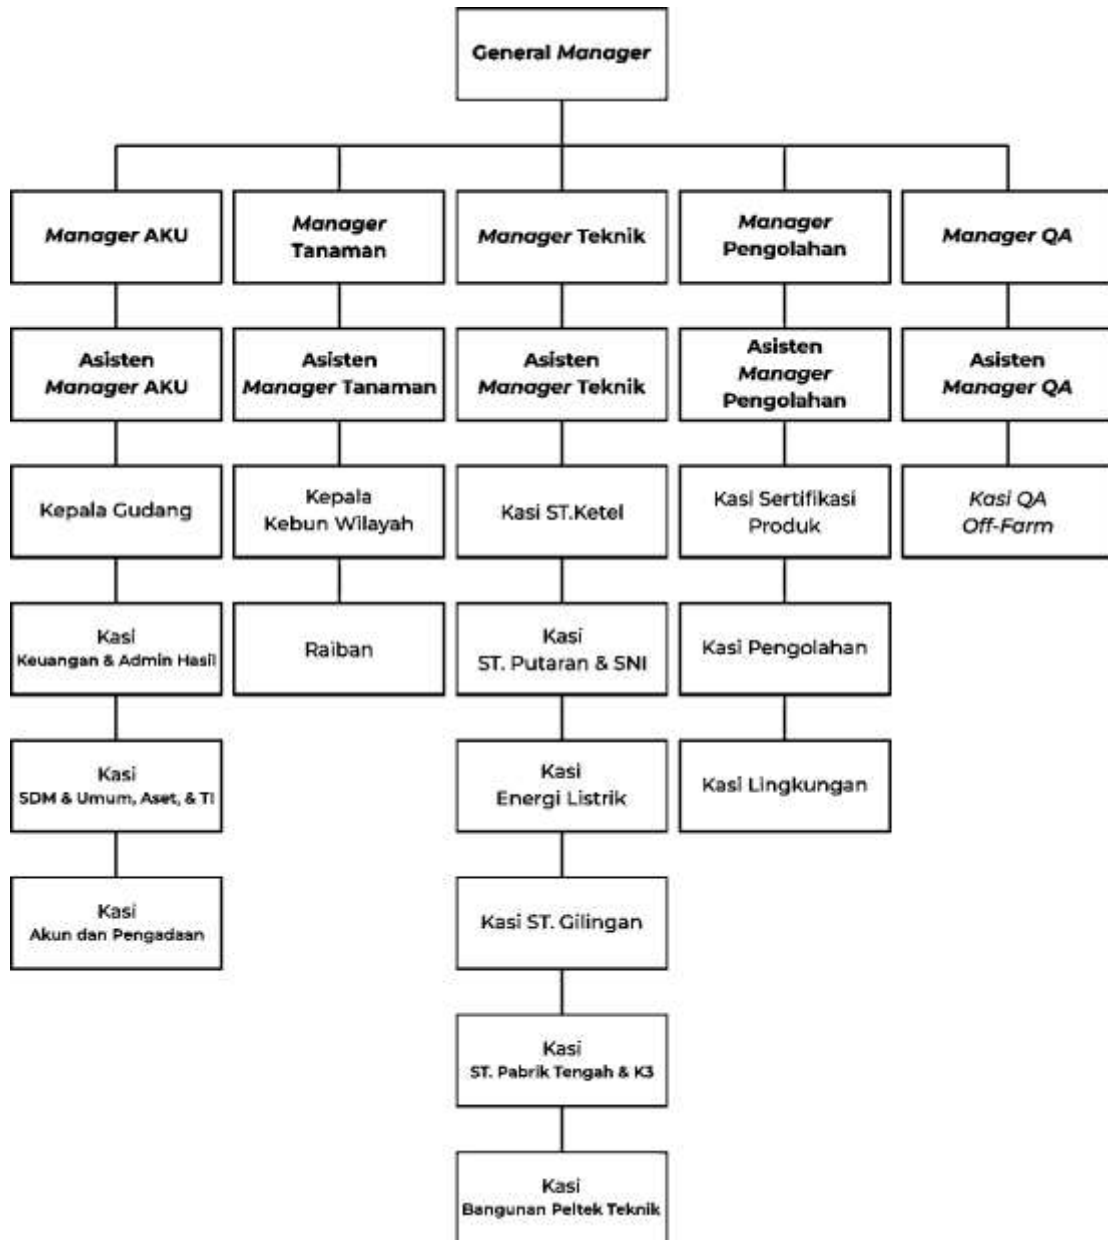 General Manager
Manager AKU
Manager
Tanaman
Manager Teknik
Manager
Pengolahan
Manager QA
Asisten
Manager AKU
Asisten
Manager Tanaman
Asisten
Manager Teknik
Asisten
Manager
Pengolahan
Asisten
Manager QA
Kepala Gudang
Kepala
Kebun Wilayah
Kasi ST.Ketel
Kasi Sertifikasi
Produk
Kasi QA
Off-Farm
Kasi
Keuangan & Admin Hasil
Raiban
Kasi
ST. Putaran & SNI
Kasi Pengolahan
Kasi
SDM & Umum, Aset, & TI
Kasi
Energi Listrik
Kasi Lingkungan
Kasi
Akun dan Pengadaan
Kasi ST. Gilingan
Kasi
ST. Pabrik Tengah & K3
Kasi
Bangunan Peltek Teknik